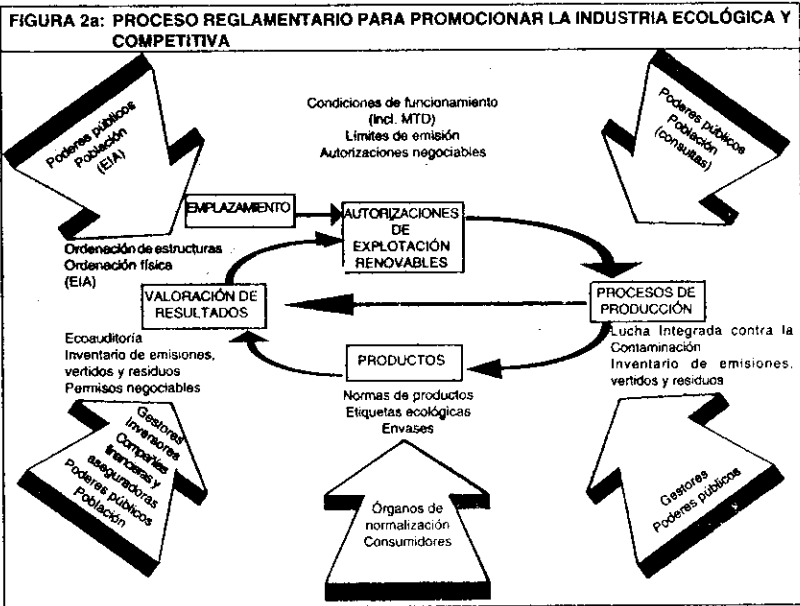 FIGURA 2a: PROCESO REGLAMENTARIO PARA PROMOCIONAR LA INDUSTRIA ECOLÓGICA Y
COMPETITIVA
Poderes públicos
Población
(EIA)
Condiciones de funcionamiento
(incl. MTD)
Límites de emisión
Autorizaciones negociables
Poderes públicos
Población
(consultas)
EMPLAZAMIENTO
AUTORIZACIONES
DE
EXPLOTACIÓN
RENOVABLES
Ordenación de estructuras
Ordenación física
(EIA)
VALORACIÓN DE
RESULTADOS
PROCESOS DE
PRODUCCIÓN
Ecoauditoría
Inventario de emisiones,
vertidos y residuos
Permisos negociables
PRODUCTOS
Lucha Integrada contra la
Contaminación
Inventario de emisiones,
vertidos y residuos
Normas de productos
Etiquetas ecológicas
Envases
Gestores
Inversores
Compañías
financieras y
aseguradoras
Poderes públicos
Población
Órganos de
normalización
Consumidores
Gestores
Poderes públicos